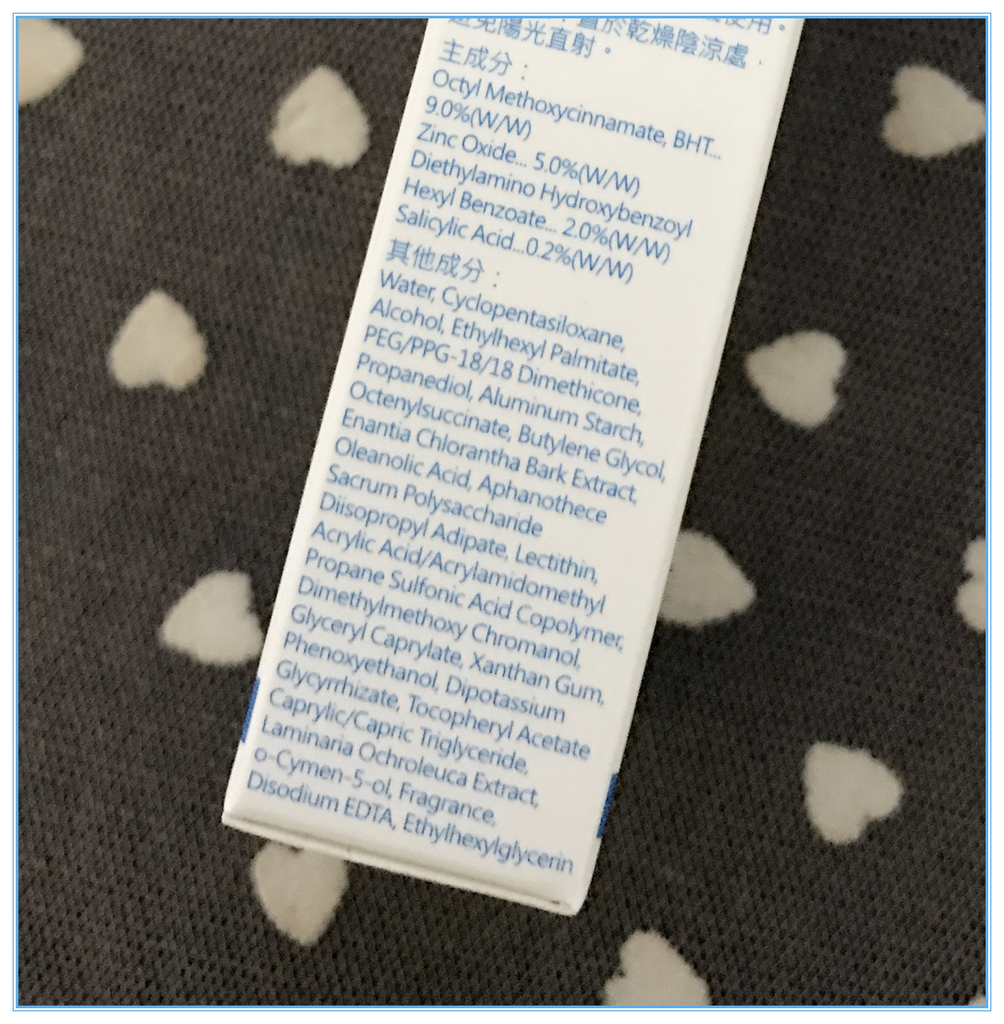 使用。
置於乾燥陰涼處
避免陽光直射。
主成分：
Octyl Methoxycinnamate, BHT...
9.0%(W/W)
Zinc Oxide... 5.0%(W/W)
Diethylamino Hydroxybenzoyl
Hexyl Benzoate... 2.0%(W/W)
Salicylic Acid...0.2%(W/W)
其他成分：
Water, Cyclopentasiloxane,
Alcohol, Ethylhexyl Palmitate,
PEG/PPG-18/18 Dimethicone,
Propanediol, Aluminum Starch,
Octenylsuccinate, Butylene Glycol,
Enantia Chlorantha Bark Extract,
Oleanolic Acid, Aphanothece
Sacrum Polysaccharide
Diisopropyl Adipate, Lectithin,
Acrylic Acid/Acrylamidomethyl
Propane Sulfonic Acid Copolymer,
Dimethylmethoxy Chromanol,
Glyceryl Caprylate, Xanthan Gum,
Phenoxyethanol, Dipotassium
Glycyrrhizate, Tocopheryl Acetate
Caprylic/Capric Triglyceride,
Laminaria Ochroleuca Extract,
o-Cymen-5-ol, Fragrance,
Disodium EDTA, Ethylhexylglycerin